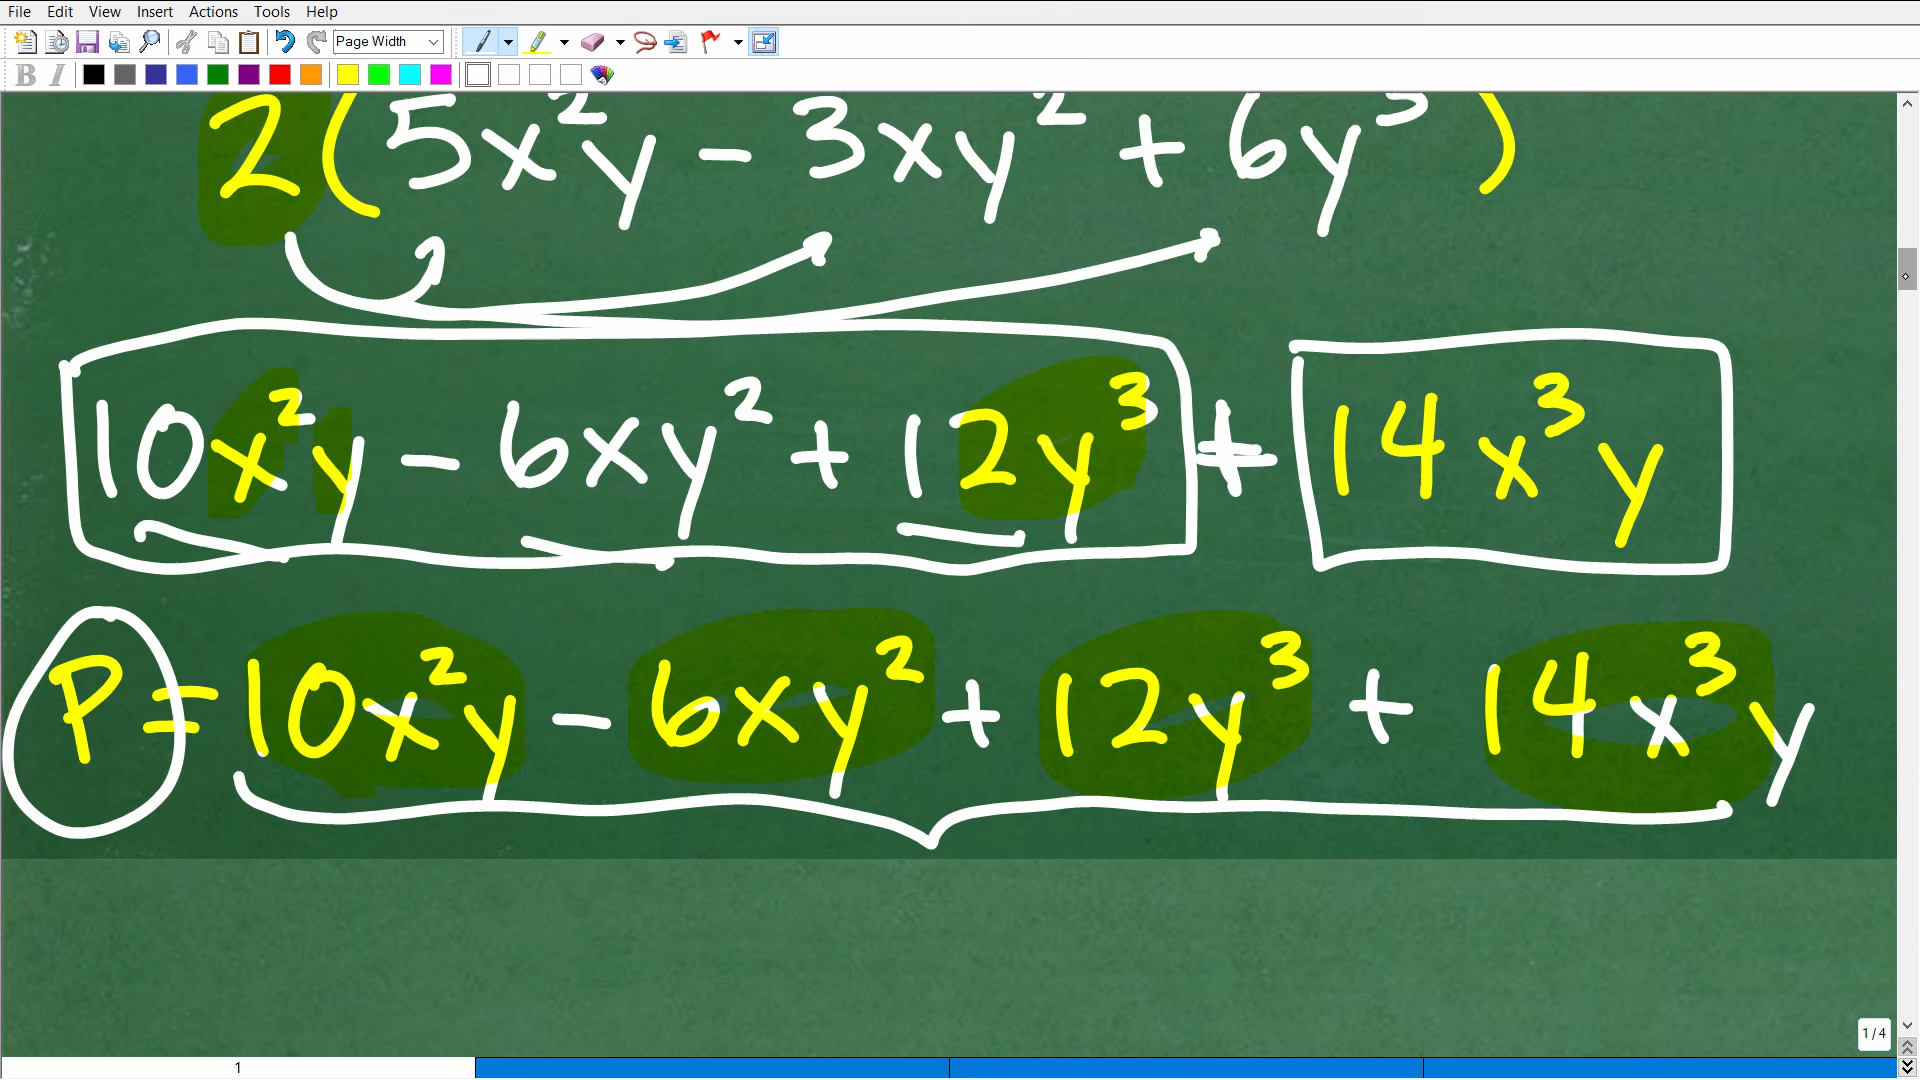 File Edit View Insert Actions Tools Help
Page Width
B I
2(5x²y - 3xy² + 6y³)
10x²y - 6xy² + 12y³ + 14x³y
P = 10x²y - 6xy² + 12y³ + 14x³y
1 / 4
1